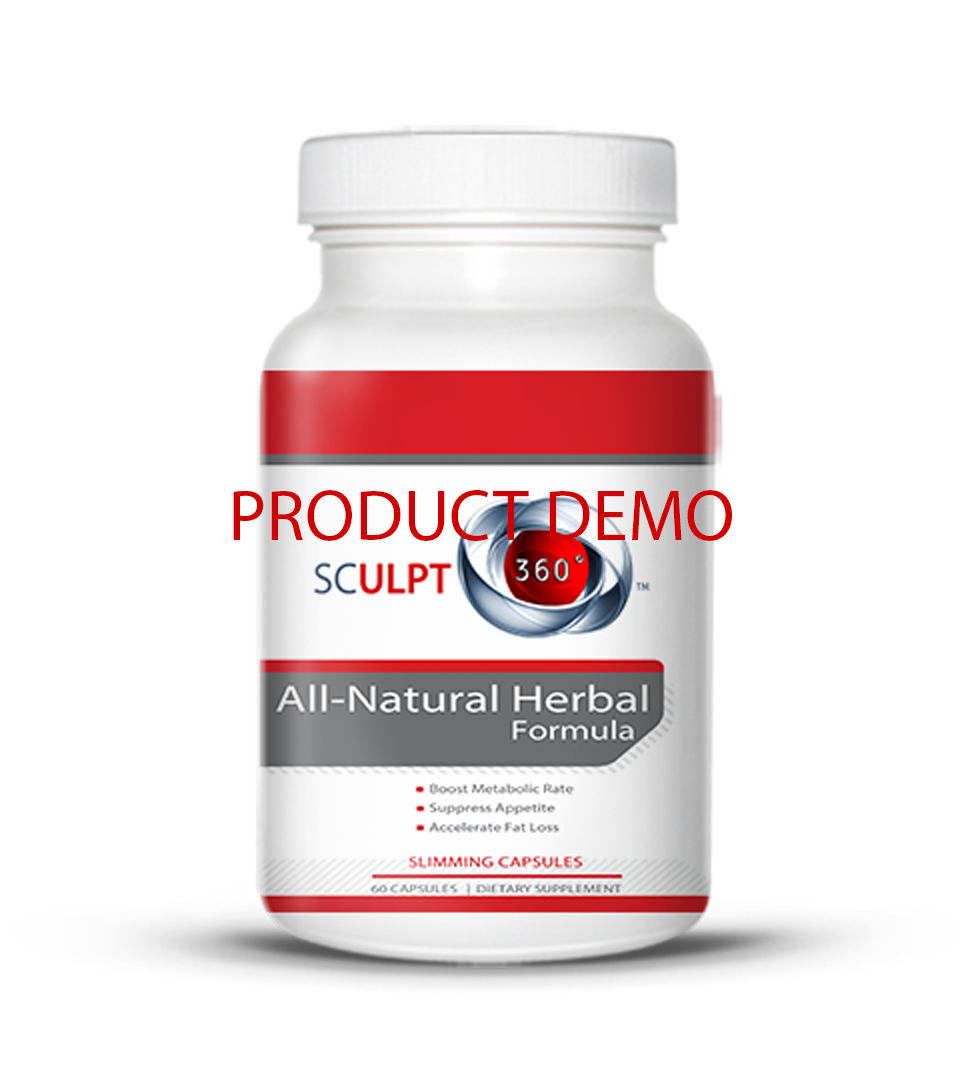 PRODUCT DEMO
SCULPT 360° ™
All-Natural Herbal
Formula
Boost Metabolic Rate
Suppress Appetite
Accelerate Fat Loss
SLIMMING CAPSULES
60 CAPSULES | DIETARY SUPPLEMENT